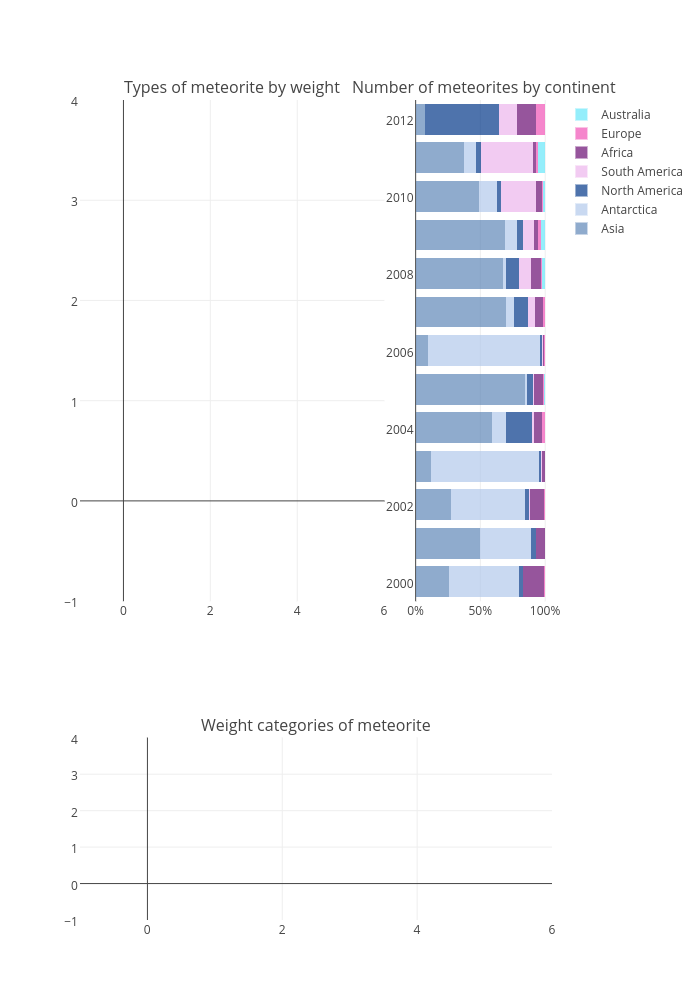 Types of meteorite by weight
4
3
2
1
0
−1
0 2 4 6
Number of meteorites by continent
2012
2010
2008
2006
2004
2002
2000
0% 50% 100%
Australia
Europe
Africa
South America
North America
Antarctica
Asia
Weight categories of meteorite
4
3
2
1
0
−1
0 2 4 6